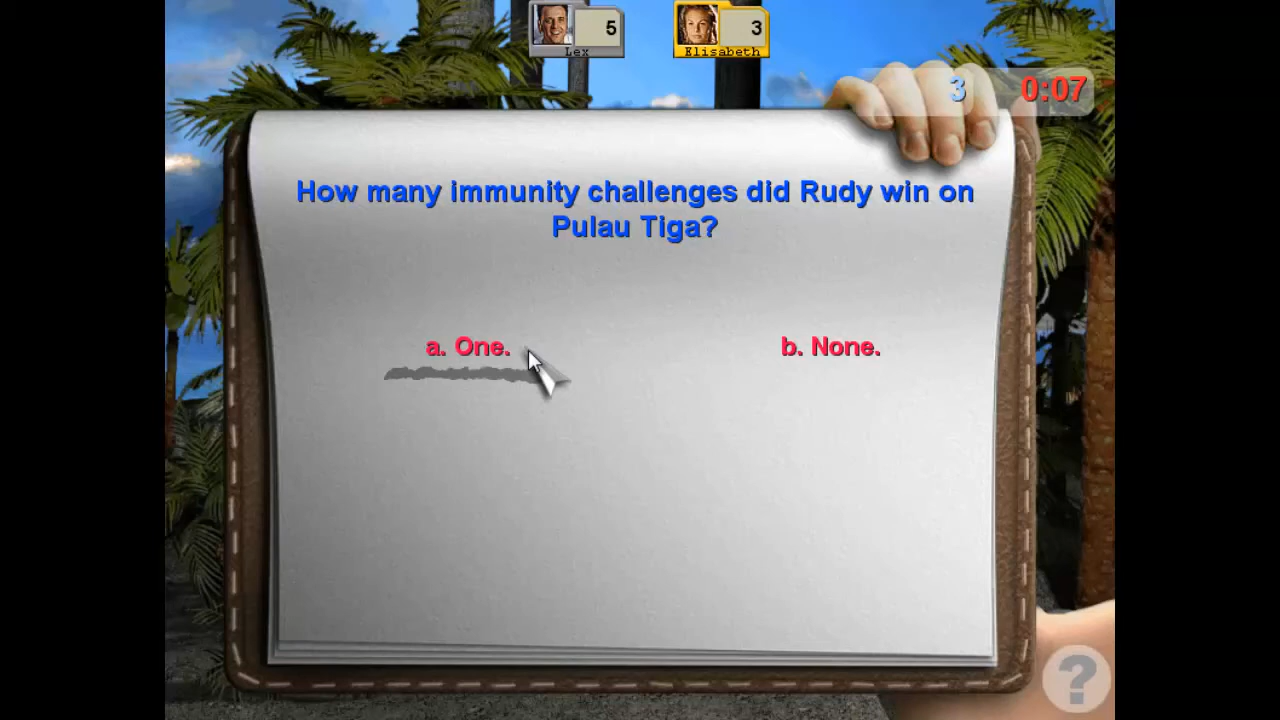 5
Lex
3
Elisabeth
3
0:07
How many immunity challenges did Rudy win on
Pulau Tiga?
a. One.
b. None.
?